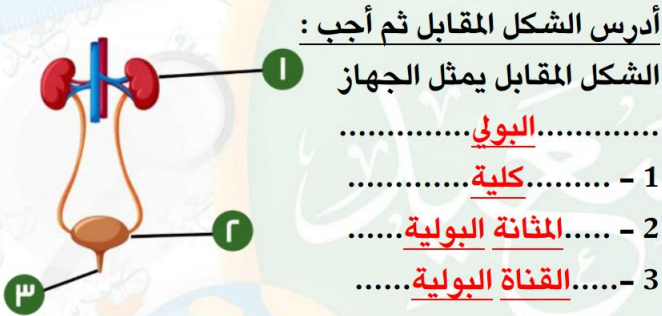 أدرس الشكل المقابل ثم أجب :
الشكل المقابل يمثل الجهاز
.............البولي..............
1 - .........كلية.............
2 - .....المثانة البولية......
3 -.....القناة البولية......
١
٢
٣